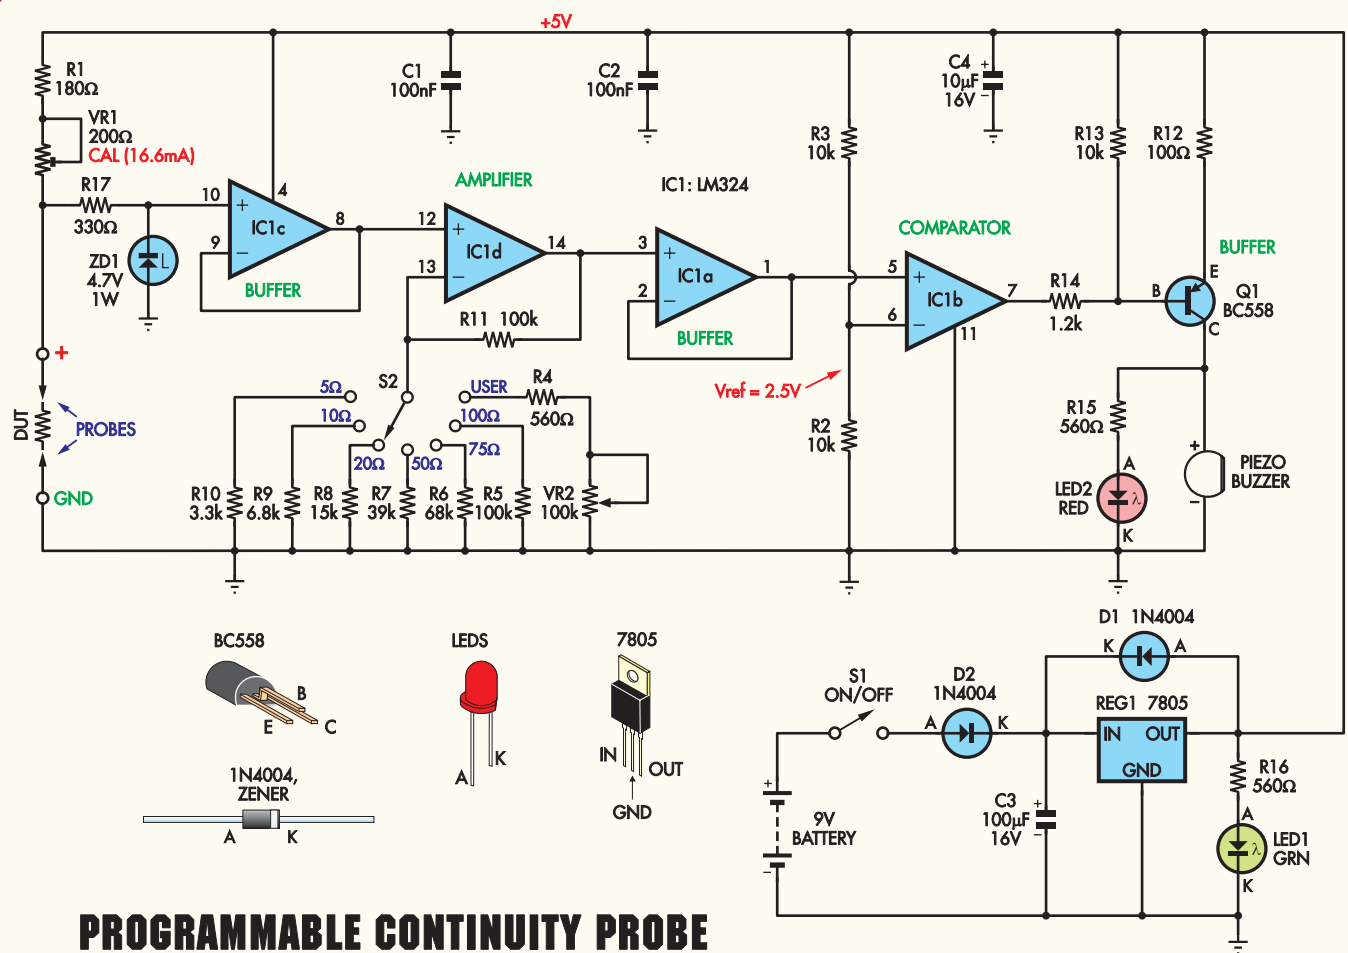 +5V
R1
180Ω
VR1
200Ω
CAL (16.6mA)
R17
330Ω
ZD1
4.7V
1W
L
10
9
+
−
IC1c
4
8
BUFFER
C1
100nF
C2
100nF
AMPLIFIER
12
13
+
−
IC1d
14
R11 100k
IC1: LM324
3
2
+
−
IC1a
1
BUFFER
R3
10k
C4
10µF
16V
+
−
COMPARATOR
5
6
+
−
IC1b
7
11
Vref = 2.5V
R2
10k
R13
10k
R12
100Ω
R14
1.2k
BUFFER
B
E
C
Q1
BC558
R15
560Ω
A
LED2
RED
λ
K
+
−
PIEZO
BUZZER
+
DUT
PROBES
GND
S2
5Ω
10Ω
20Ω
50Ω
75Ω
100Ω
USER
R4
560Ω
R10
3.3k
R9
6.8k
R8
15k
R7
39k
R6
68k
R5
100k
VR2
100k
BC558
B
E
C
LEDS
A
K
7805
IN
OUT
GND
1N4004,
ZENER
A
K
D1 1N4004
K
A
S1
ON/OFF
D2
1N4004
A
K
REG1 7805
IN
OUT
GND
+
−
9V
BATTERY
C3
100µF
16V
+
−
R16
560Ω
A
LED1
GRN
λ
K
PROGRAMMABLE CONTINUITY PROBE